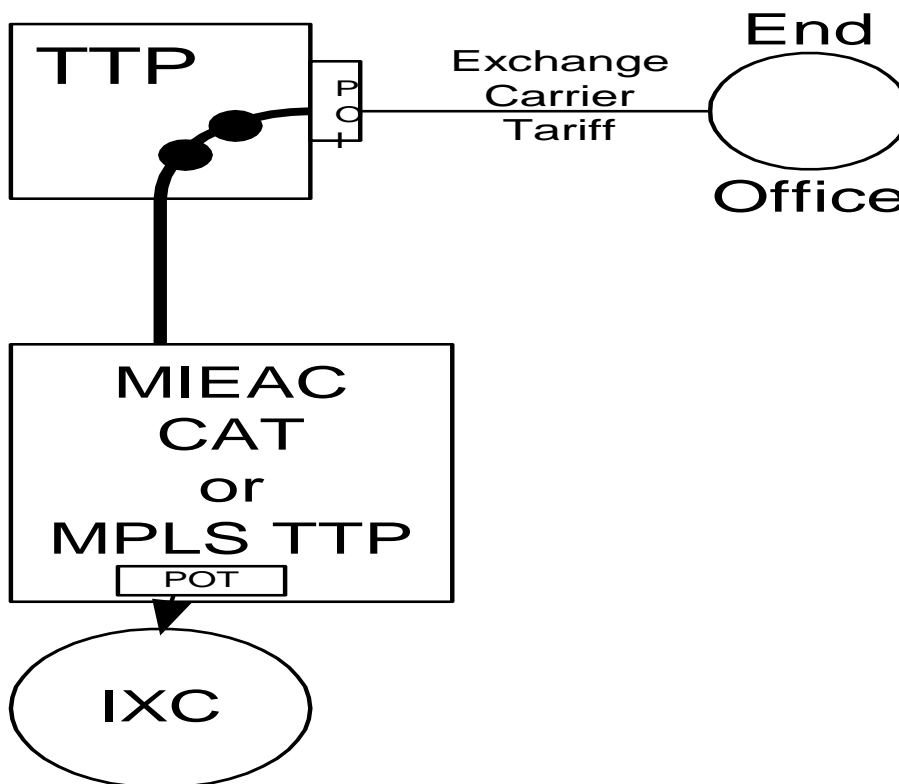 TTP
P
O
I
Exchange
Carrier
Tariff
End
Office
MIEAC
CAT
or
MPLS TTP
POT
IXC